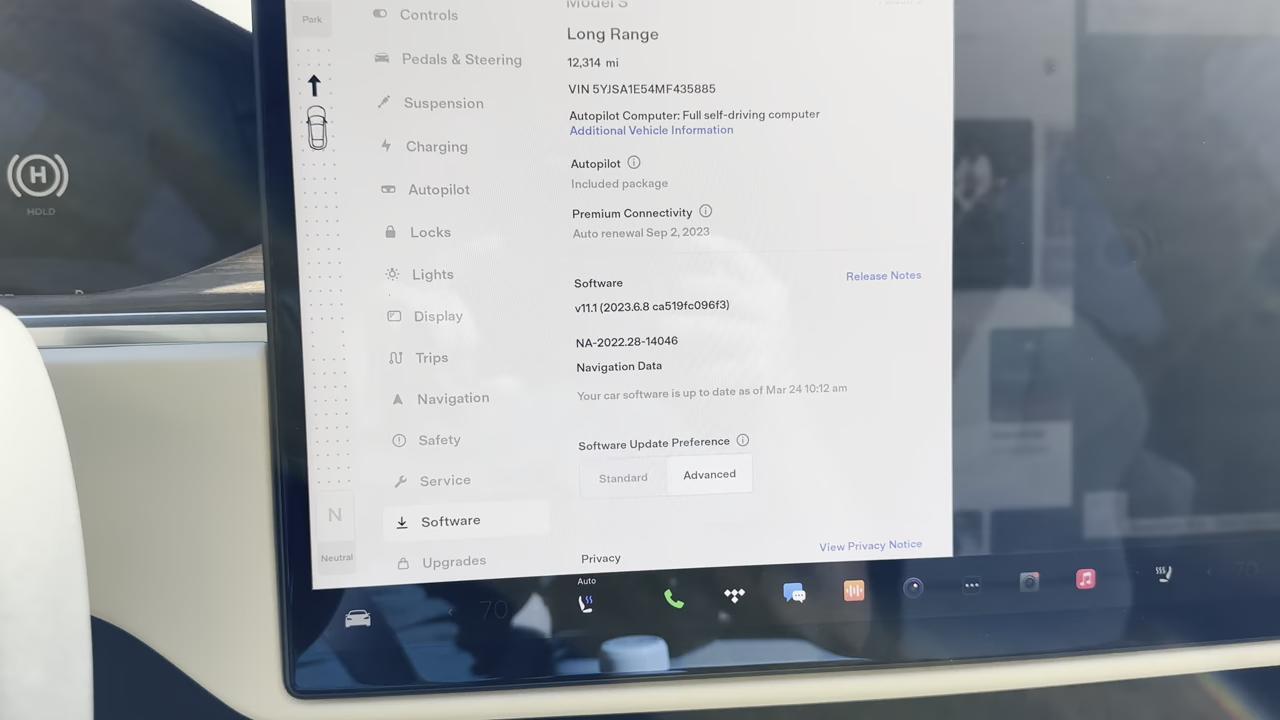 Park
Controls
Pedals & Steering
Suspension
Charging
Autopilot
Locks
Lights
Display
Trips
Navigation
Safety
Service
Software
Upgrades
Model S
Long Range
12,314 mi
VIN 5YJSA1E54MF435885
Autopilot Computer: Full self-driving computer
Additional Vehicle Information
Autopilot
Included package
Premium Connectivity
Auto renewal Sep 2, 2023
Software
Release Notes
v11.1 (2023.6.8 ca519fc096f3)
NA-2022.28-14046
Navigation Data
Your car software is up to date as of Mar 24 10:12 am
Software Update Preference
Standard
Advanced
Privacy
View Privacy Notice
H
HOLD
N
Neutral
Auto
70
70